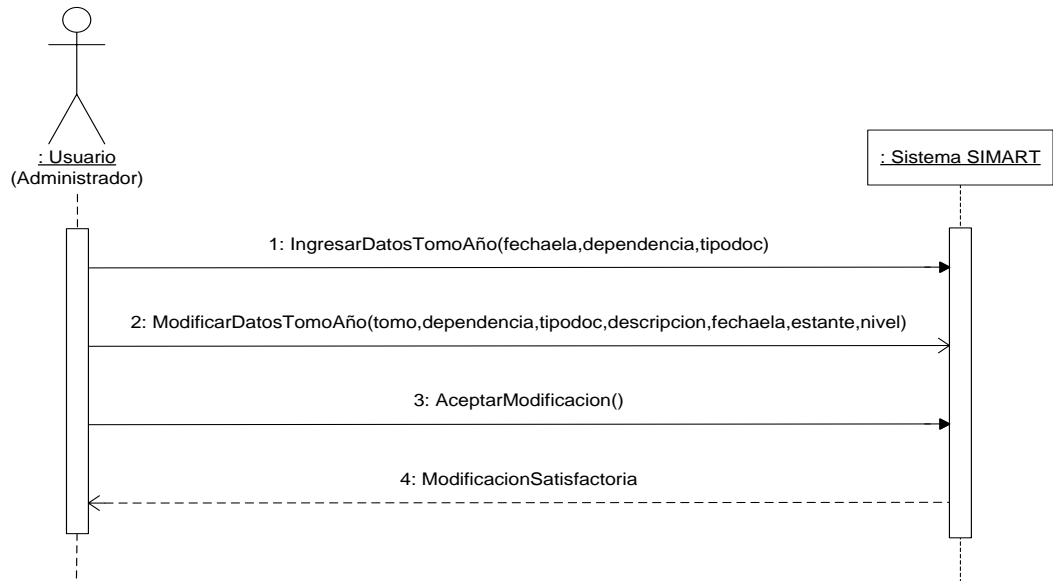 : Usuario
(Administrador)
: Sistema SIMART
1: IngresarDatosTomoAño(fechaela,dependencia,tipodoc)
2: ModificarDatosTomoAño(tomo,dependencia,tipodoc,descripcion,fechaela,estante,nivel)
3: AceptarModificacion()
4: ModificacionSatisfactoria